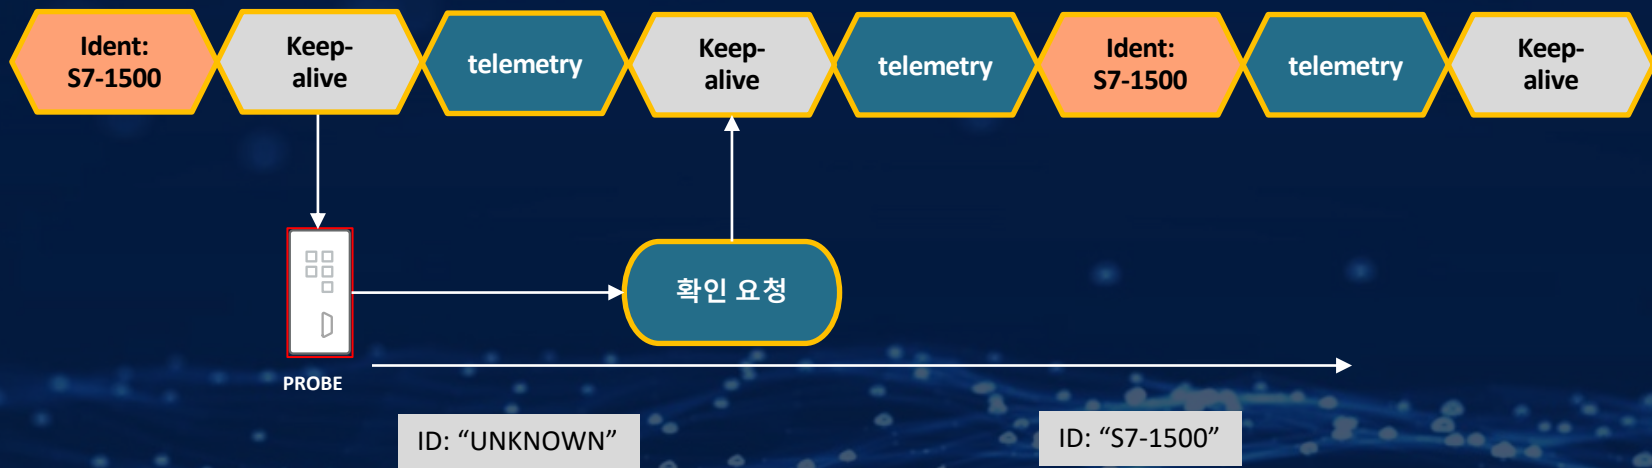 Ident:
S7-1500
Keep-
alive
telemetry
Keep-
alive
telemetry
Ident:
S7-1500
telemetry
Keep-
alive
확인 요청
PROBE
ID: “UNKNOWN”
ID: “S7-1500”